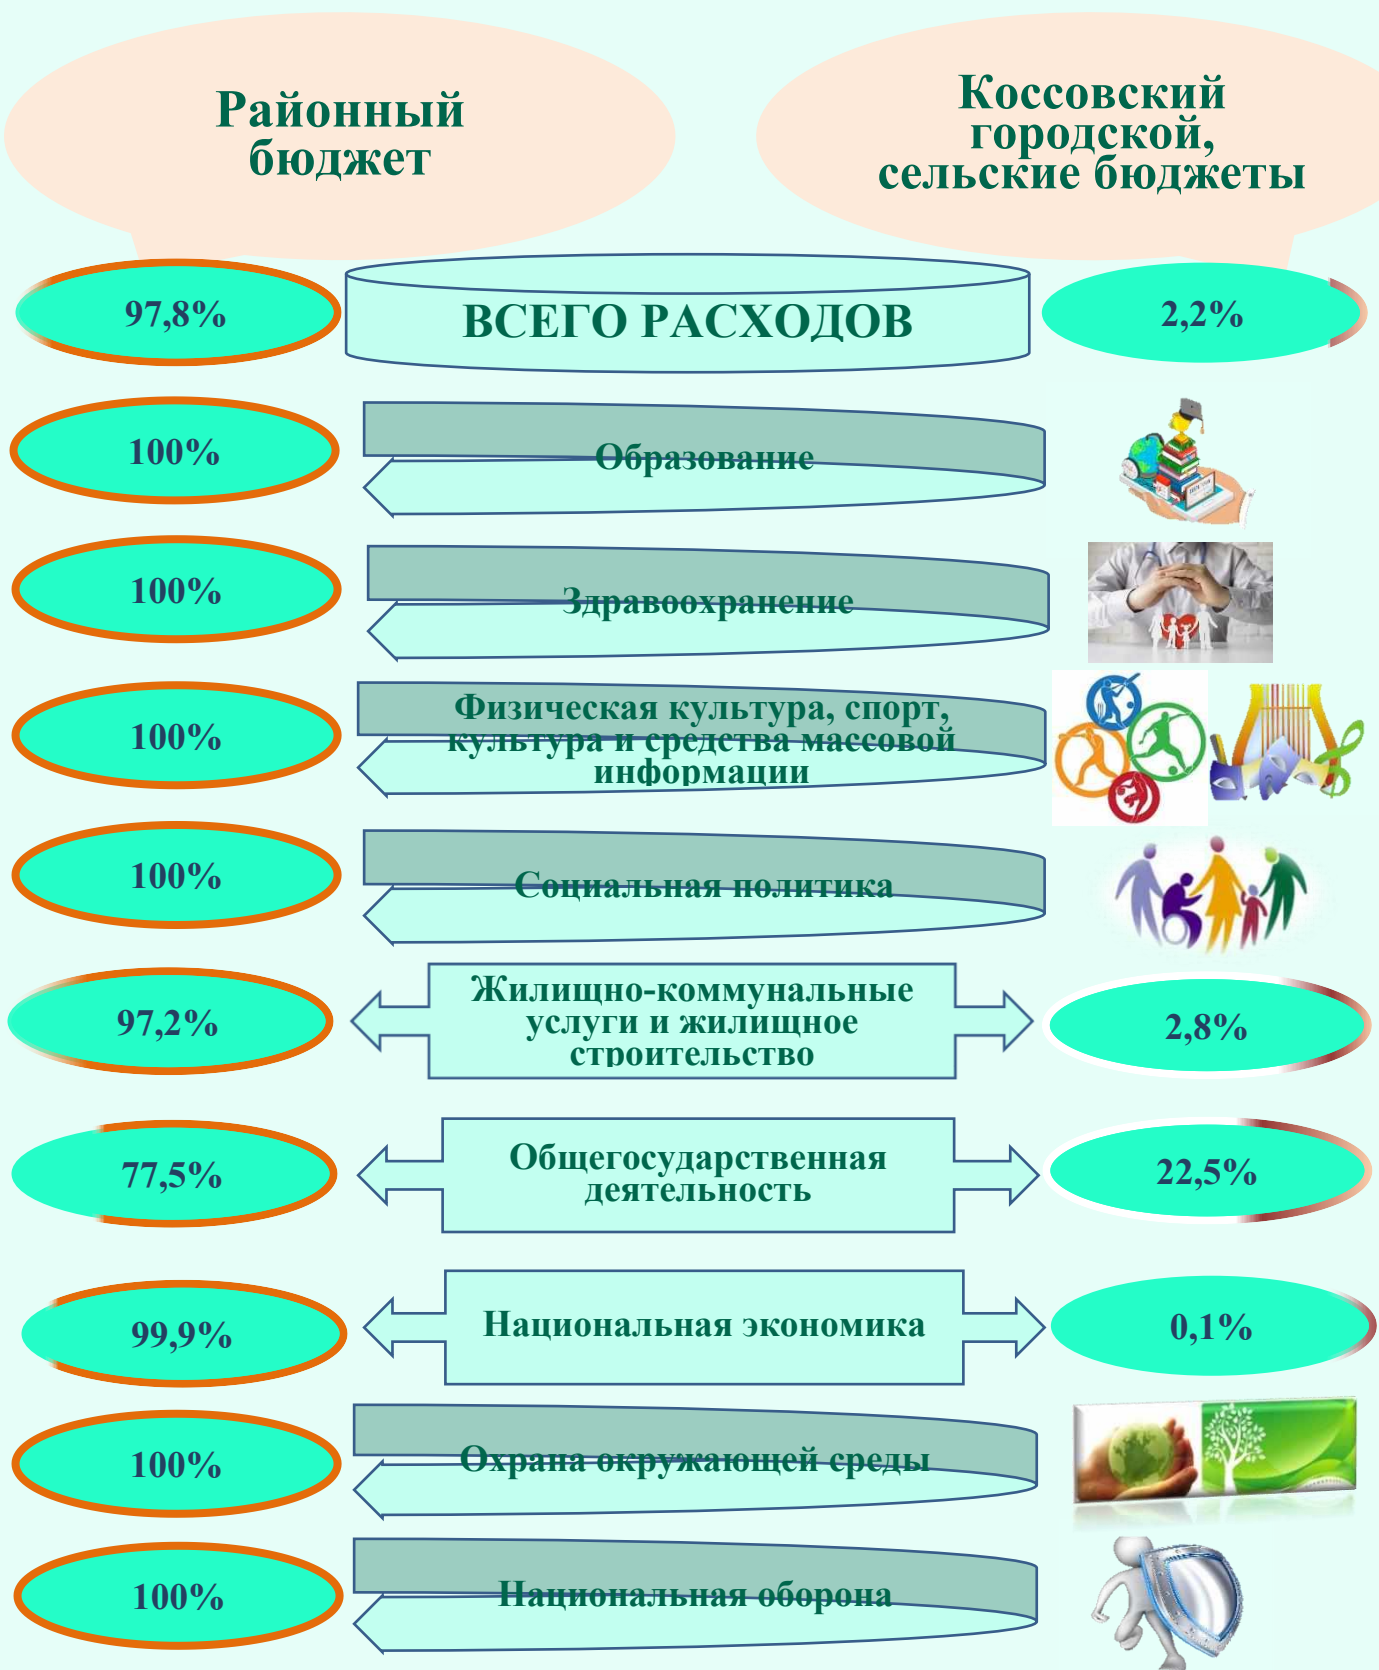 Районный
бюджет
Коссовский
городской,
сельские бюджеты
97,8%
ВСЕГО РАСХОДОВ
2,2%
100%
Образование
100%
Здравоохранение
100%
Физическая культура, спорт,
культура и средства массовой
информации
100%
Социальная политика
97,2%
Жилищно-коммунальные
услуги и жилищное
строительство
2,8%
77,5%
Общегосударственная
деятельность
22,5%
99,9%
Национальная экономика
0,1%
100%
Охрана окружающей среды
100%
Национальная оборона